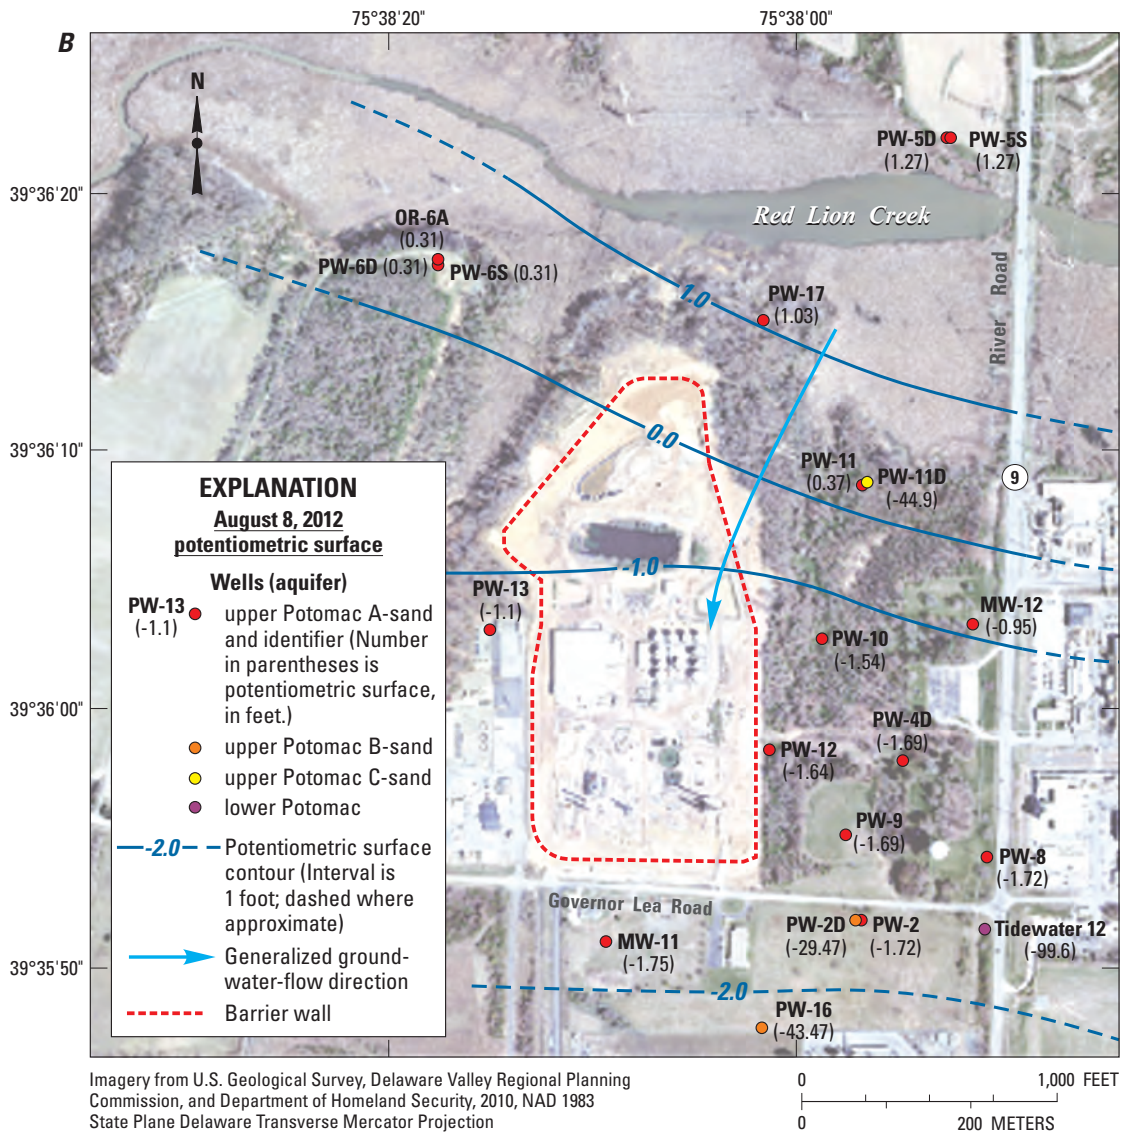 75°38'20"
75°38'00"
B
N
39°36'20"
39°36'10"
39°36'00"
39°35'50"
PW-5D
(1.27)
PW-5S
(1.27)
Red Lion Creek
River Road
OR-6A
(0.31)
PW-6D (0.31)
PW-6S (0.31)
1.0
PW-17
(1.03)
0.0
PW-11
(0.37)
PW-11D
(-44.9)
9
-1.0
PW-13
(-1.1)
MW-12
(-0.95)
PW-10
(-1.54)
PW-4D
(-1.69)
PW-12
(-1.64)
PW-9
(-1.69)
PW-8
(-1.72)
Governor Lea Road
MW-11
(-1.75)
PW-2D
(-29.47)
PW-2
(-1.72)
Tidewater 12
(-99.6)
-2.0
PW-16
(-43.47)
EXPLANATION
August 8, 2012
potentiometric surface
Wells (aquifer)
PW-13
(-1.1)
upper Potomac A-sand
and identifier (Number
in parentheses is
potentiometric surface,
in feet.)
upper Potomac B-sand
upper Potomac C-sand
lower Potomac
-2.0
Potentiometric surface
contour (Interval is
1 foot; dashed where
approximate)
Generalized ground-
water-flow direction
Barrier wall
Imagery from U.S. Geological Survey, Delaware Valley Regional Planning
Commission, and Department of Homeland Security, 2010, NAD 1983
State Plane Delaware Transverse Mercator Projection
0
1,000 FEET
0
200 METERS